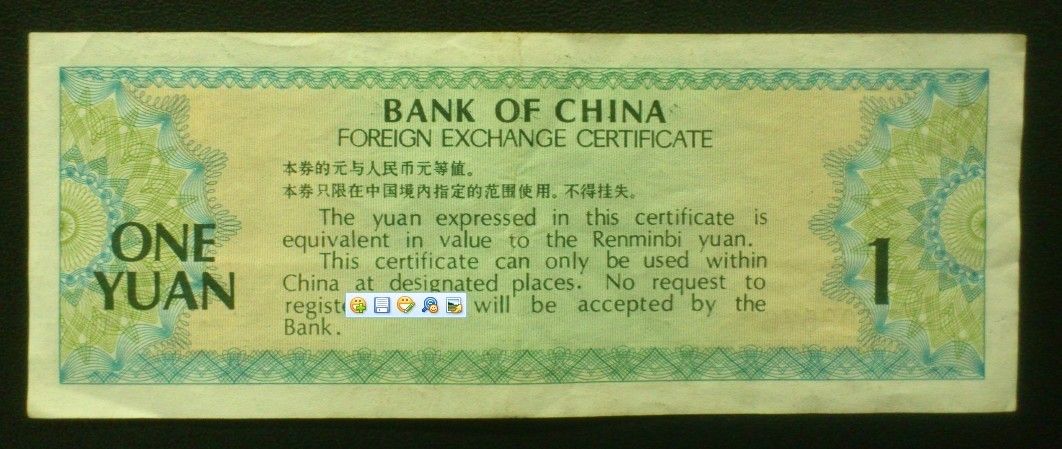 BANK OF CHINA
FOREIGN EXCHANGE CERTIFICATE
本券的元与人民币元等値。
本券只限在中国境内指定的范围使用。不得挂失。
The yuan expressed in this certificate is
equivalent in value to the Renminbi yuan.
This certificate can only be used within
China at designated places. No request to
will be accepted by the
Bank.
ONE
YUAN
1